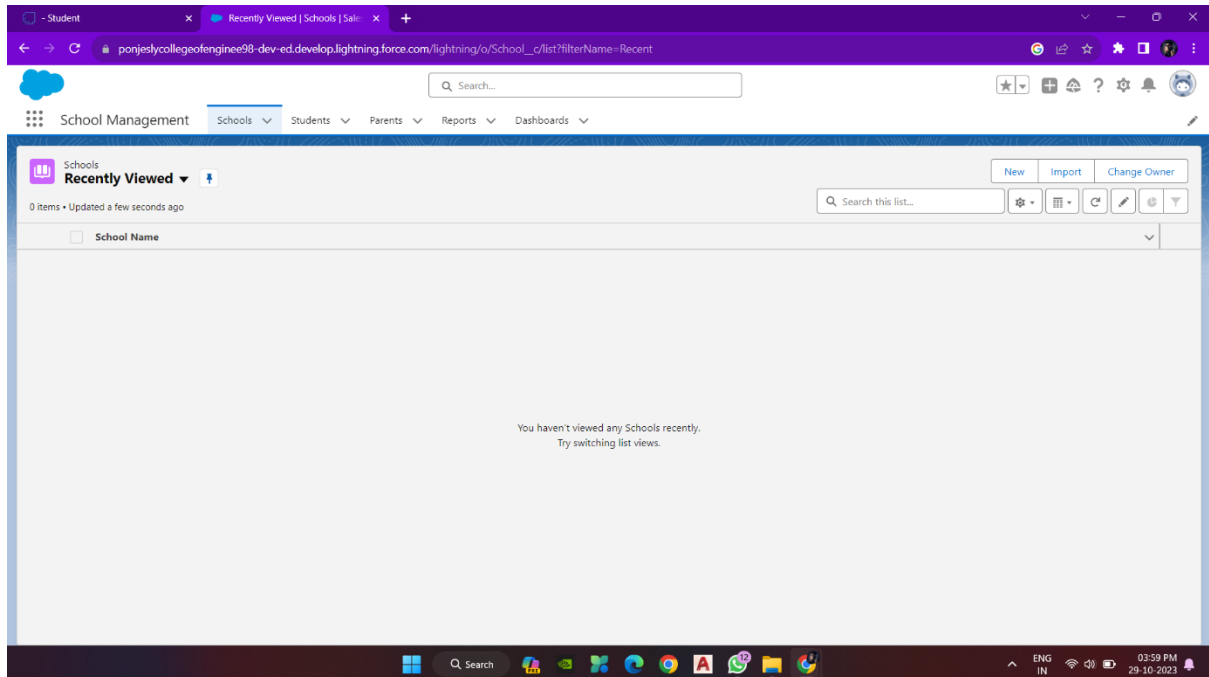 - Student
Recently Viewed | Schools | Sale
ponjeslycollegeofenginee98-dev-ed.develop.lightning.force.com/lightning/o/School__c/list?filterName=Recent
Search...
School Management Schools Students Parents Reports Dashboards
Schools
Recently Viewed
New Import Change Owner
0 items • Updated a few seconds ago
Search this list...
School Name
You haven't viewed any Schools recently.
Try switching list views.
Search
ENG
IN
03:59 PM
29-10-2023